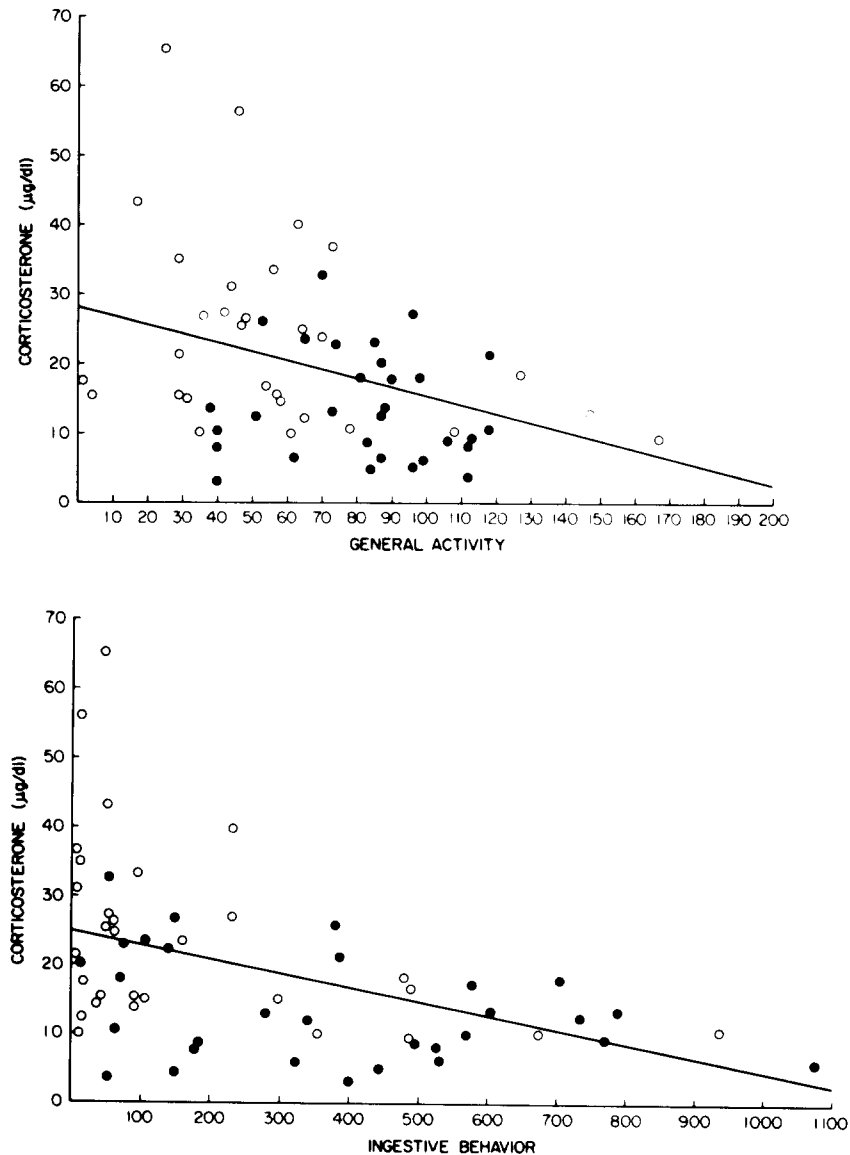 70
60
50
40
30
20
10
0
CORTICOSTERONE (µg/dl)
10 20 30 40 50 60 70 80 90 100 110 120 130 140 150 160 170 180 190 200
GENERAL ACTIVITY
70
60
50
40
30
20
10
0
CORTICOSTERONE (µg/dl)
100 200 300 400 500 600 700 800 900 1000 1100
INGESTIVE BEHAVIOR